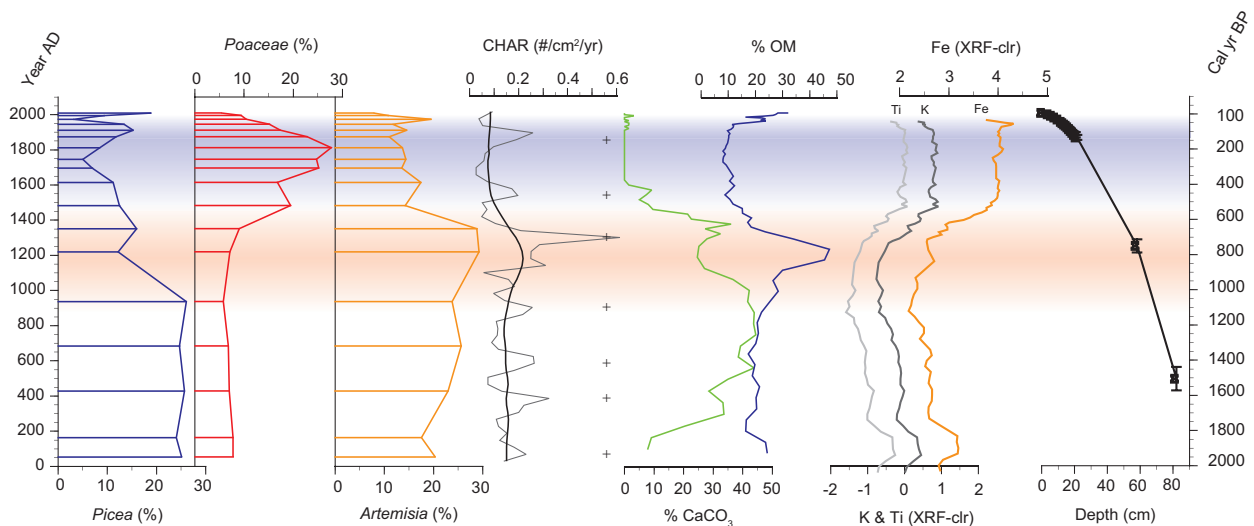 Year AD
Poaceae (%)
CHAR (#/cm²/yr)
% OM
Fe (XRF-clr)
Cal yr BP
0 10 20 30
0 0.2 0.4 0.6
0 10 20 30 40 50
2 3 4 5
Ti K Fe
2000 1800 1600 1400 1200 1000 800 600 400 200 0
100 200 400 600 800 1000 1200 1400 1600 1800 2000
0 10 20 30
0 10 20 30
0 10 20 30 40 50
-2 -1 0 1 2
0 20 40 60 80 100
Picea (%)
Artemisia (%)
% CaCO₃
K & Ti (XRF-clr)
Depth (cm)